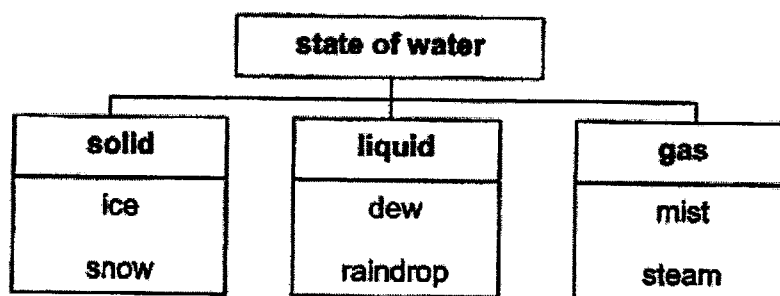 state of water
solid
liquid
gas
ice
dew
mist
snow
raindrop
steam